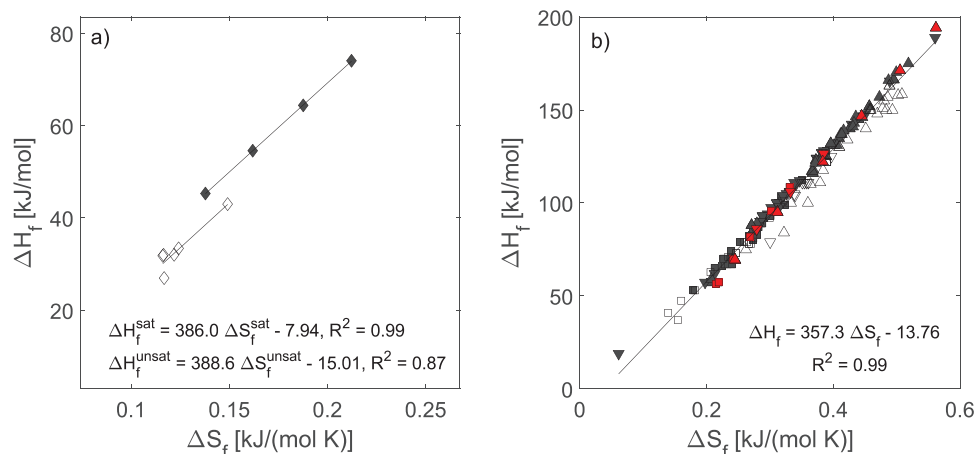 a)
ΔH_f [kJ/mol]
80
60
40
20
ΔH_f^sat = 386.0 ΔS_f^sat - 7.94, R² = 0.99
ΔH_f^unsat = 388.6 ΔS_f^unsat - 15.01, R² = 0.87
0.1 0.15 0.2 0.25
ΔS_f [kJ/(mol K)]
b)
ΔH_f [kJ/mol]
200
150
100
50
0
ΔH_f = 357.3 ΔS_f - 13.76
R² = 0.99
0 0.2 0.4 0.6
ΔS_f [kJ/(mol K)]